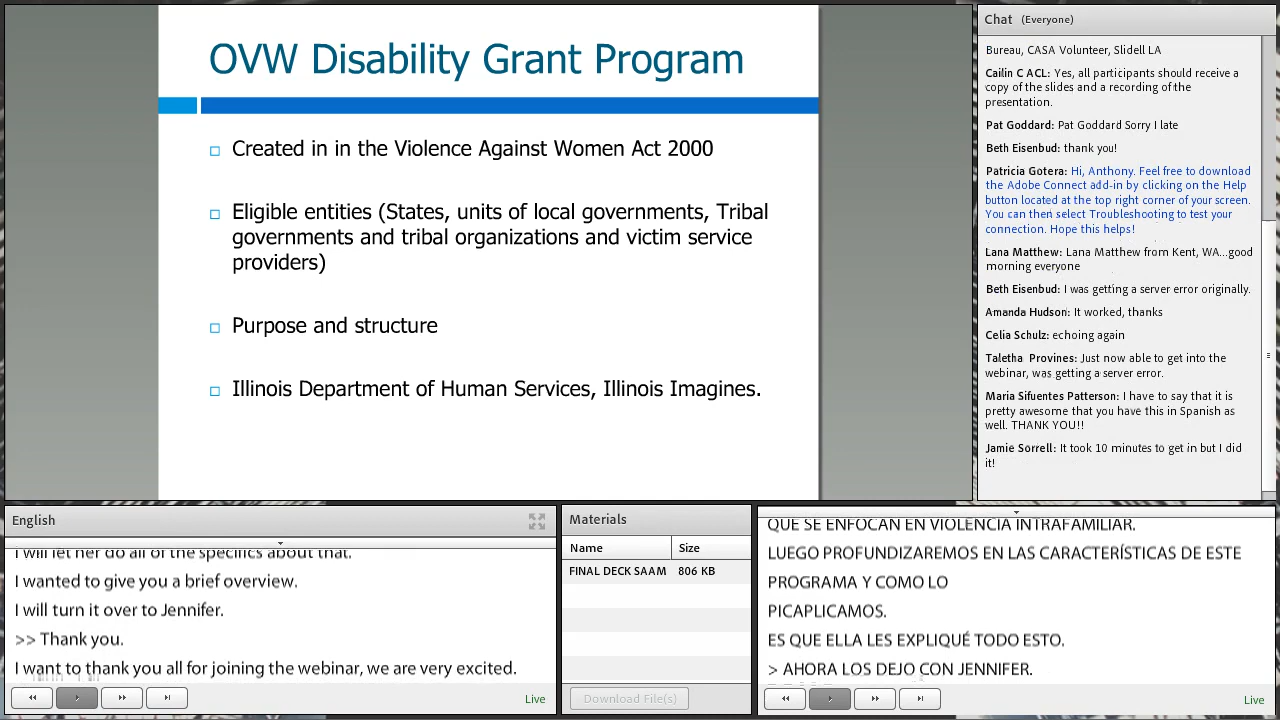 OVW Disability Grant Program
Created in in the Violence Against Women Act 2000
Eligible entities (States, units of local governments, Tribal
governments and tribal organizations and victim service
providers)
Purpose and structure
Illinois Department of Human Services, Illinois Imagines.
Chat (Everyone)
Bureau, CASA Volunteer, Slidell LA
Cailin C ACL: Yes, all participants should receive a
copy of the slides and a recording of the
presentation.
Pat Goddard: Pat Goddard Sorry I late
Beth Eisenbud: thank you!
Patricia Gotera: Hi, Anthony. Feel free to download
the Adobe Connect add-in by clicking on the Help
button located at the top right corner of your screen.
You can then select Troubleshooting to test your
connection. Hope this helps!
Lana Matthew: Lana Matthew from Kent, WA...good
morning everyone
Beth Eisenbud: I was getting a server error originally.
Amanda Hudson: It worked, thanks
Celia Schulz: echoing again
Taletha Provines: Just now able to get into the
webinar, was getting a server error.
Maria Sifuentes Patterson: I have to say that it is
pretty awesome that you have this in Spanish as
well. THANK YOU!!
Jamie Sorrell: It took 10 minutes to get in but I did
it!
English
I will let her do all of the specifics about that.
I wanted to give you a brief overview.
I will turn it over to Jennifer.
>> Thank you.
I want to thank you all for joining the webinar, we are very excited.
Live
Materials
Name Size
FINAL DECK SAAM 806 KB
Download File(s)
QUE SE ENFOCAN EN VIOLENCIA INTRAFAMILIAR.
LUEGO PROFUNDIZAREMOS EN LAS CARACTERÍSTICAS DE ESTE
PROGRAMA Y COMO LO
PICAPLICAMOS.
ES QUE ELLA LES EXPLIQUÉ TODO ESTO.
> AHORA LOS DEJO CON JENNIFER.
Live